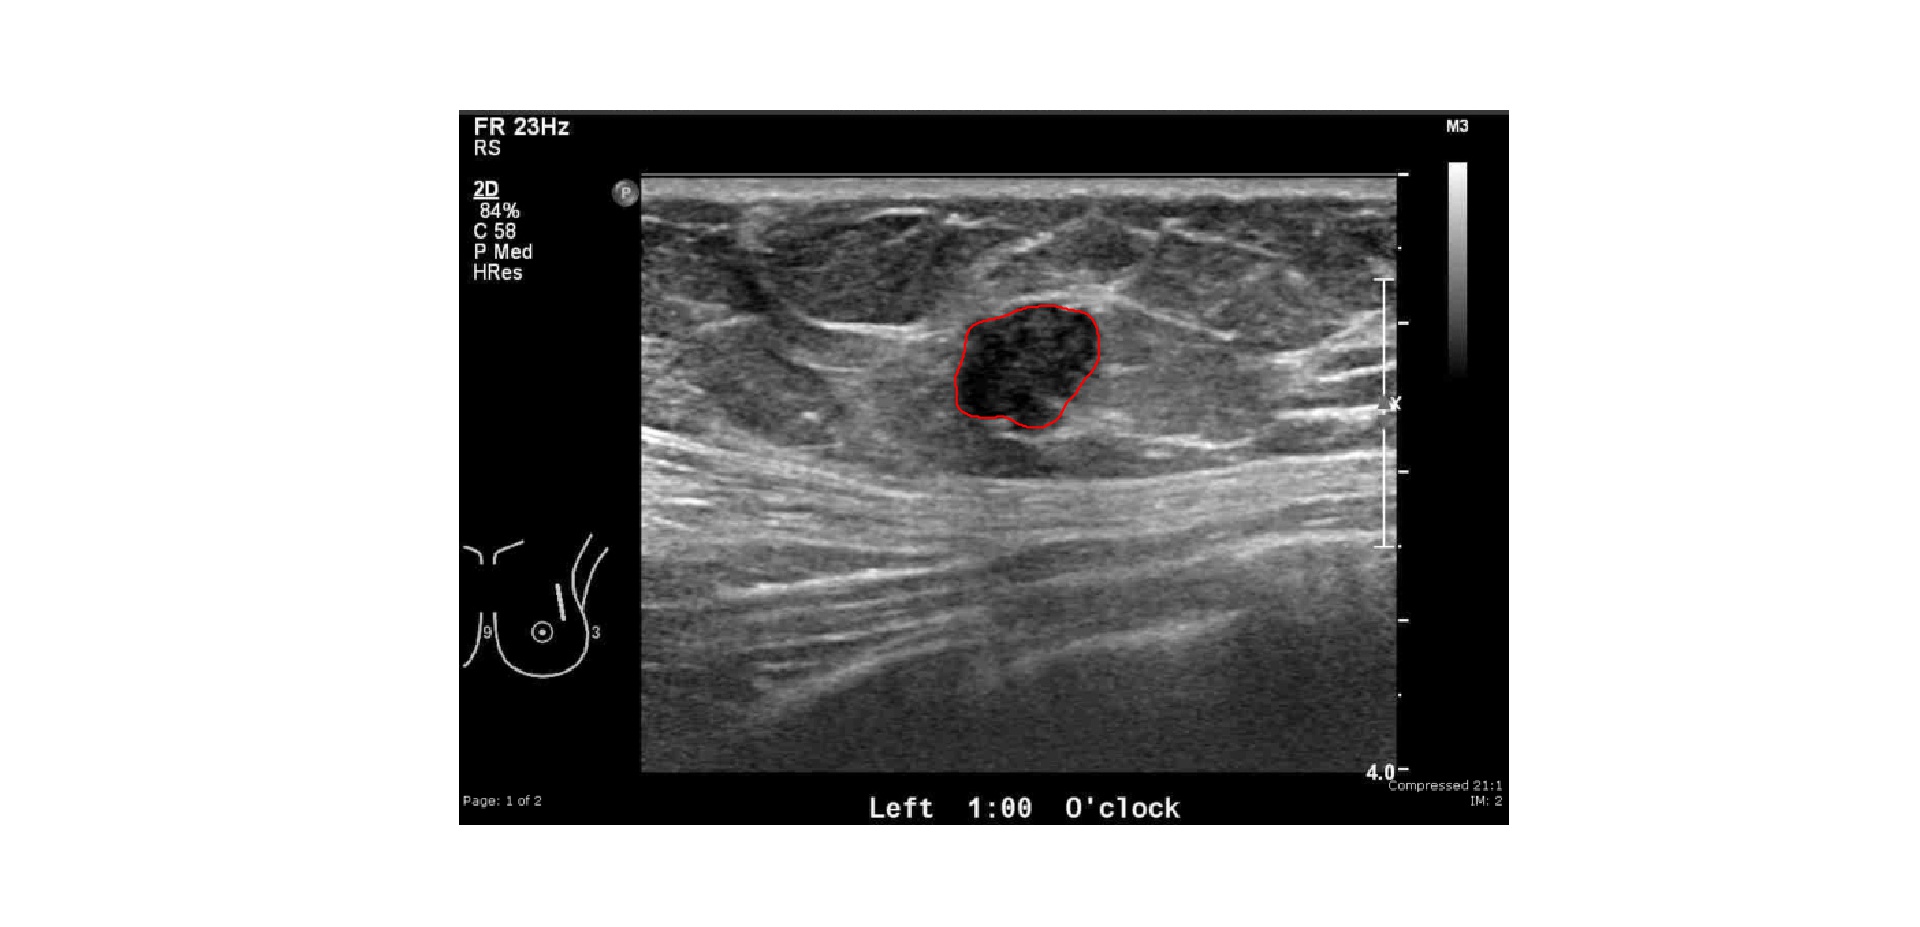 FR 23Hz
RS
M3
2D
84%
C 58
P Med
HRes
P
x
9
3
4.0
Compressed 21:1
IM: 2
Page: 1 of 2
Left 1:00 O'clock